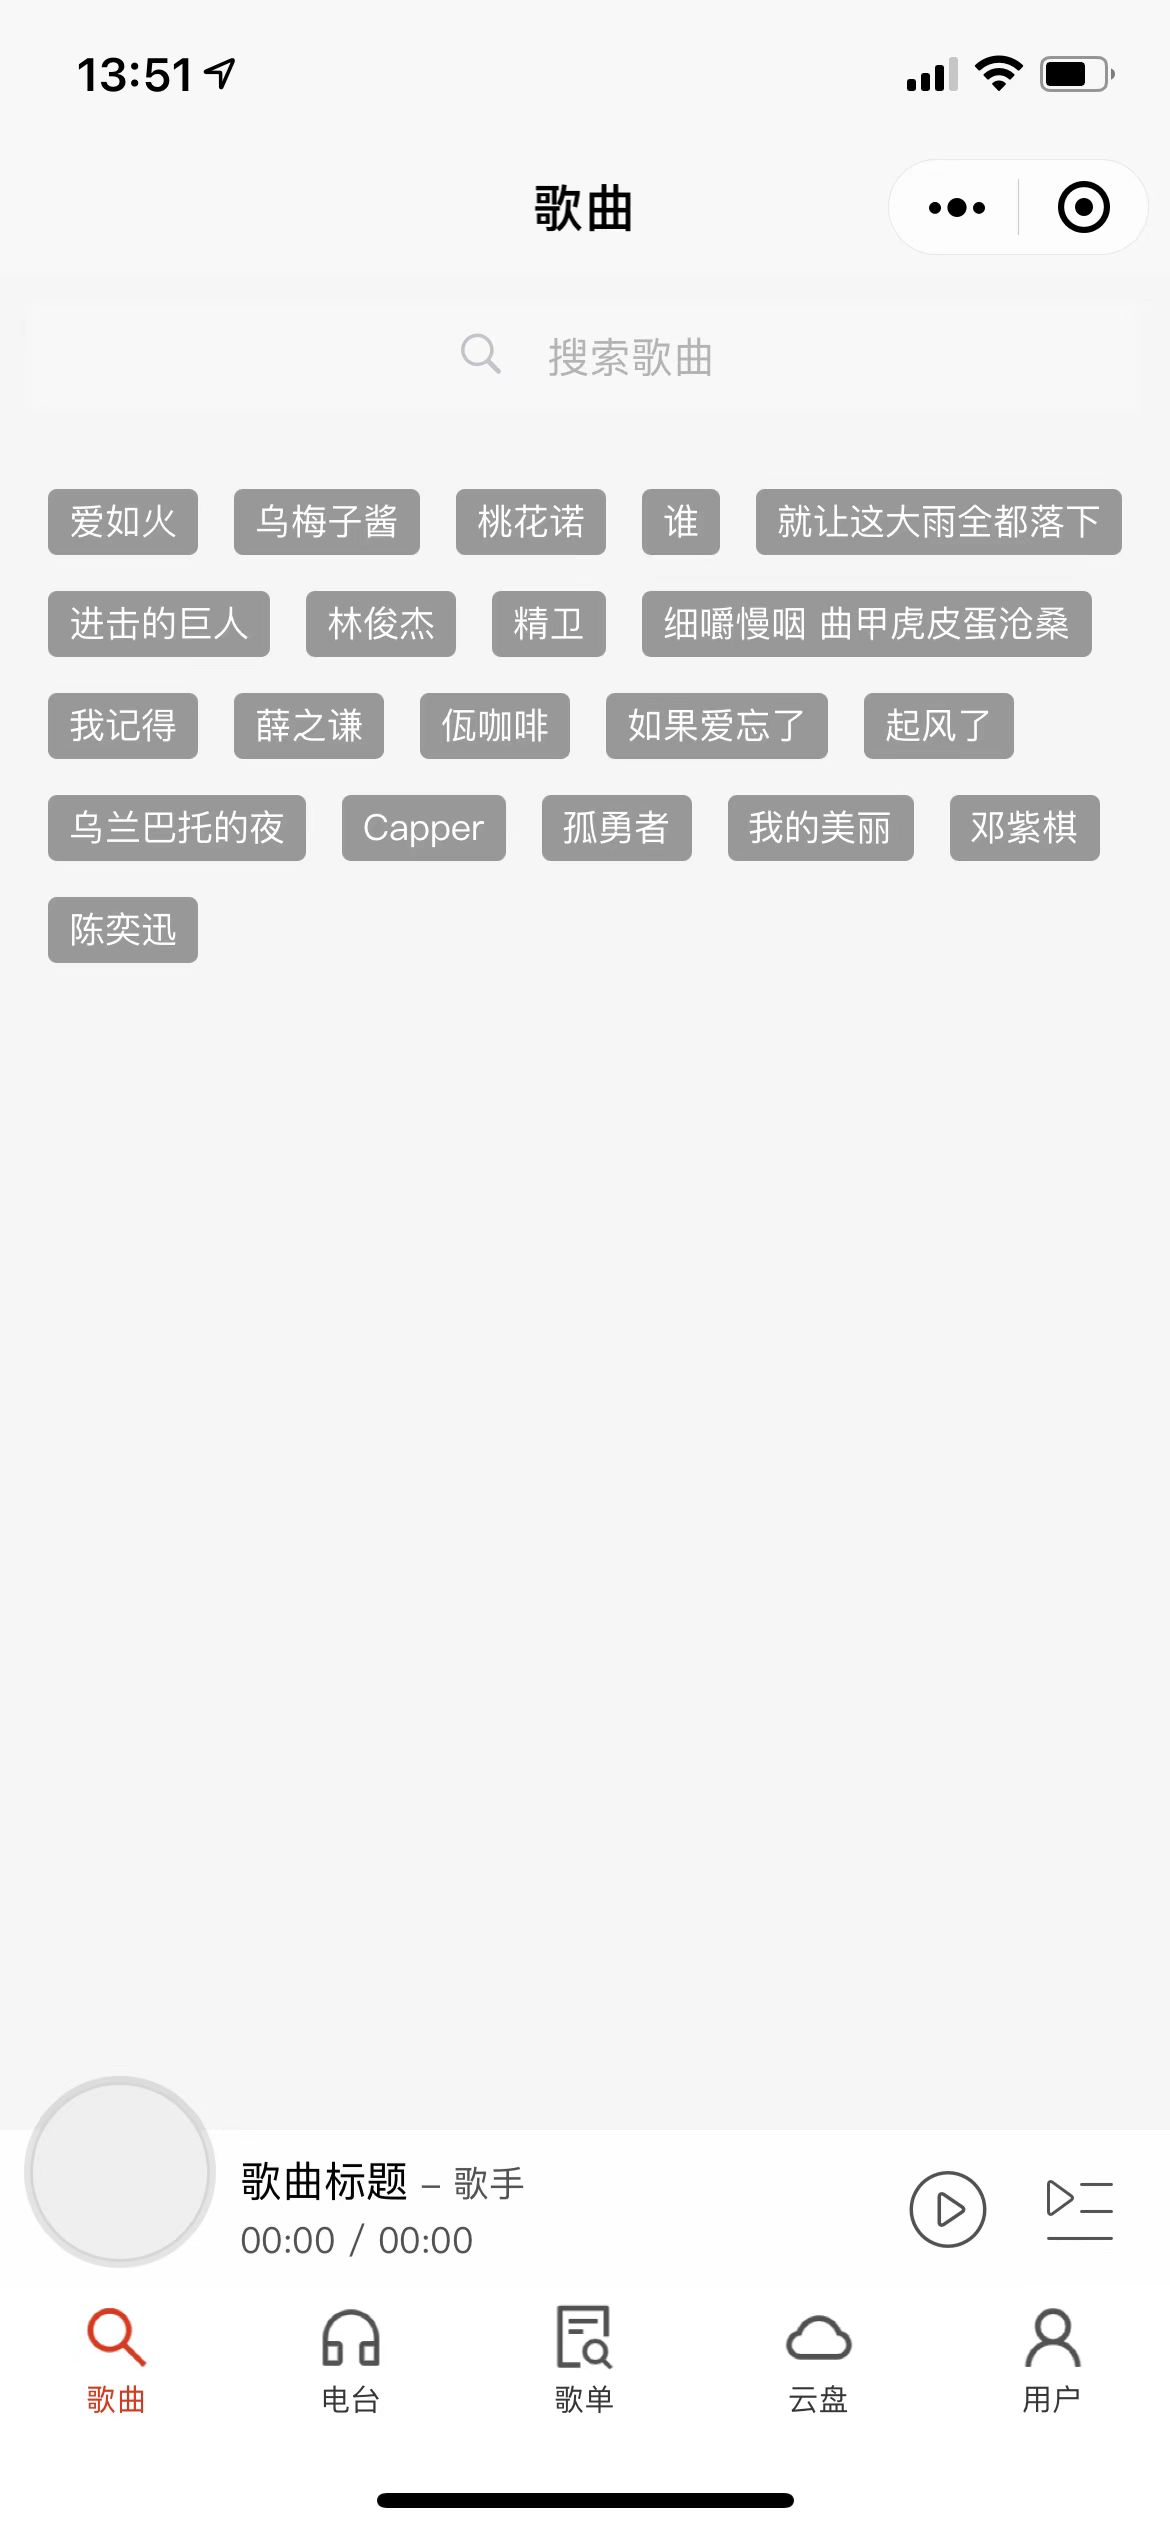 13:51
歌曲
搜索歌曲
爱如火 乌梅子酱 桃花诺 谁 就让这大雨全都落下
进击的巨人 林俊杰 精卫 细嚼慢咽 曲甲虎皮蛋沧桑
我记得 薛之谦 佤咖啡 如果爱忘了 起风了
乌兰巴托的夜 Capper 孤勇者 我的美丽 邓紫棋
陈奕迅
歌曲标题 – 歌手
00:00 / 00:00
歌曲 电台 歌单 云盘 用户